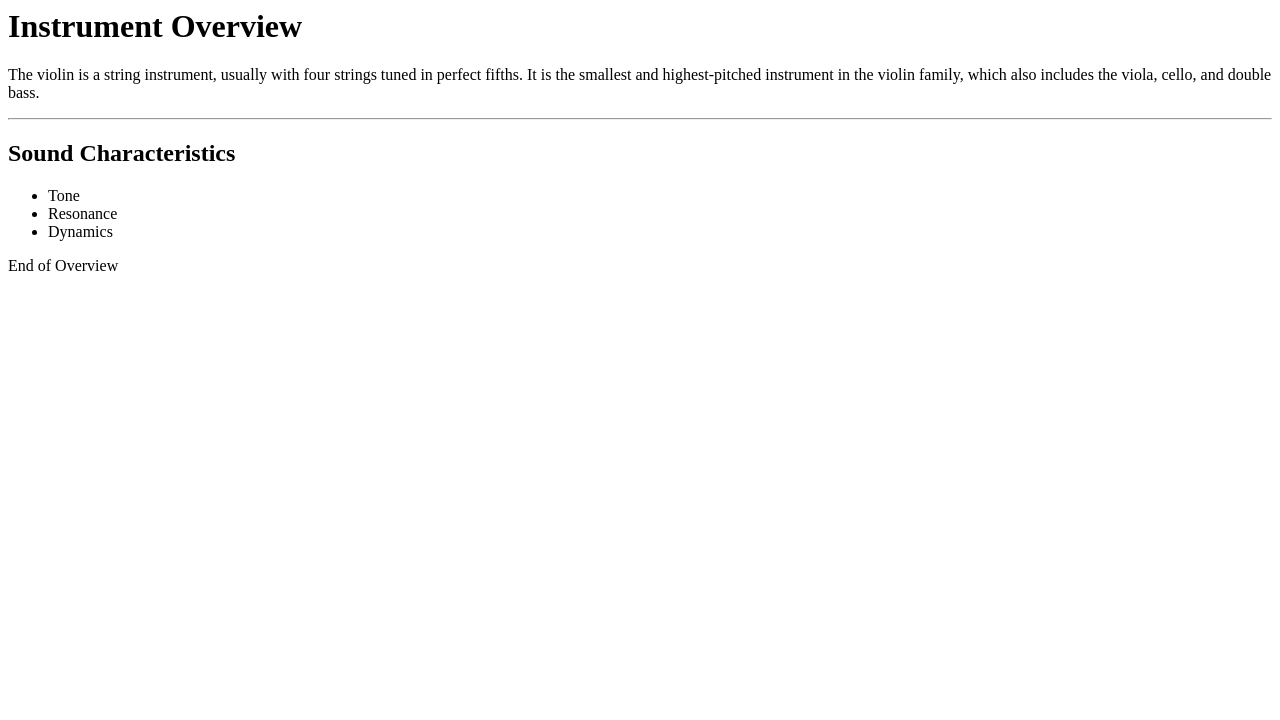 Instrument Overview
The violin is a string instrument, usually with four strings tuned in perfect fifths. It is the smallest and highest-pitched instrument in the violin family, which also includes the viola, cello, and double
bass.
Sound Characteristics
• Tone
• Resonance
• Dynamics
End of Overview